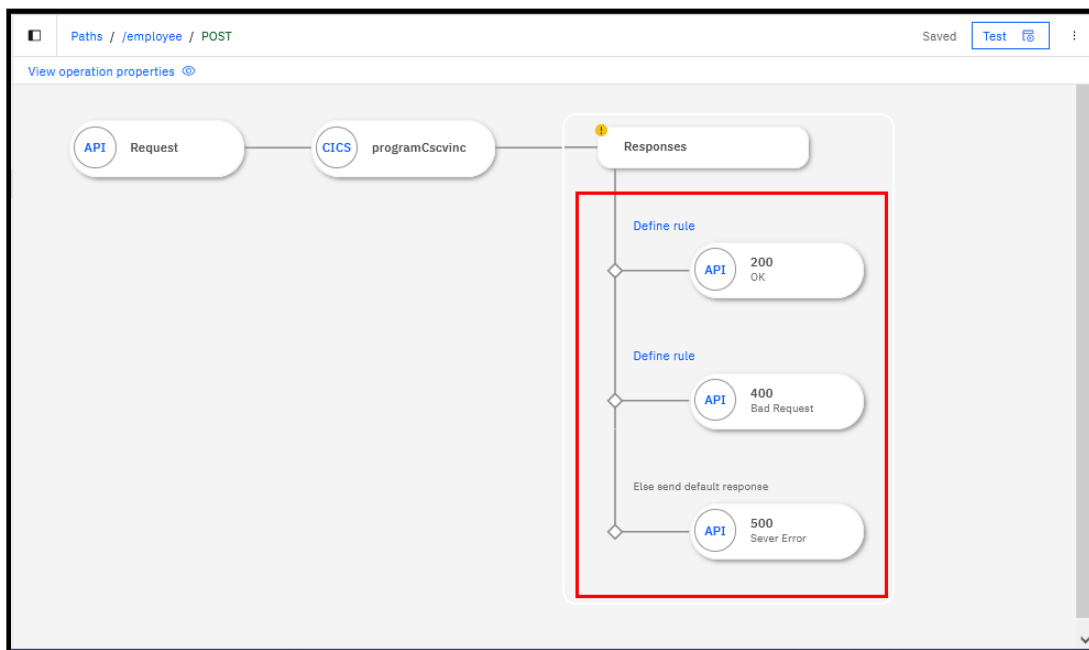 Paths / /employee / POST
Saved
Test
View operation properties
API Request
CICS programCscvinc
Responses
Define rule
API 200
OK
Define rule
API 400
Bad Request
Else send default response
API 500
Sever Error